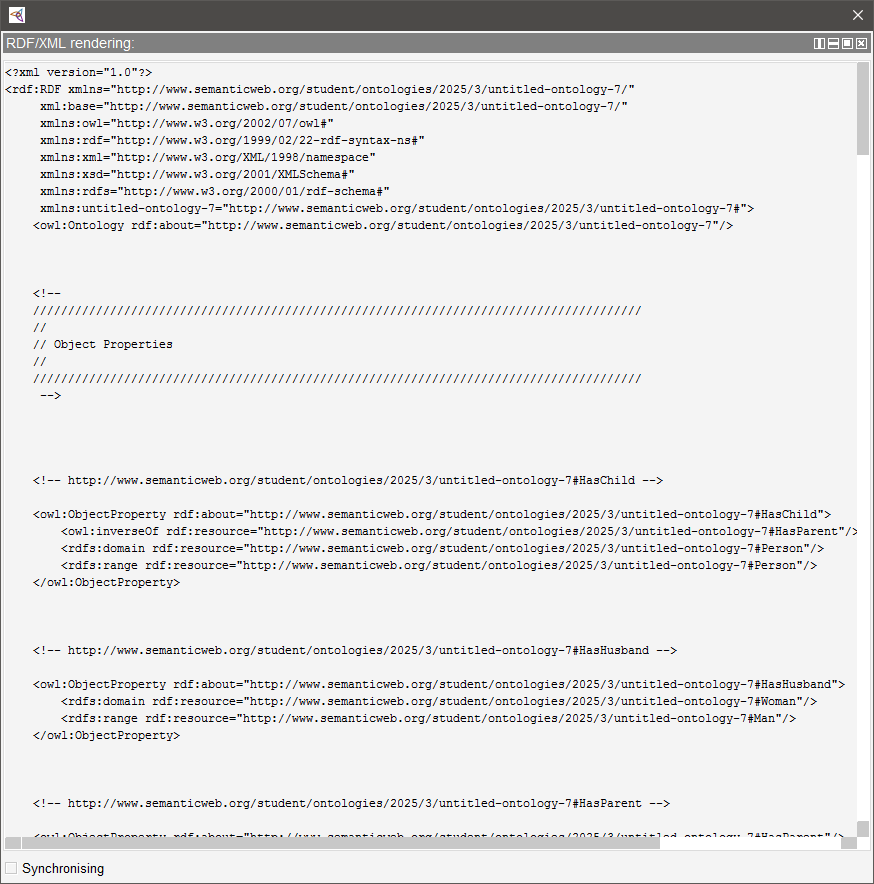 RDF/XML rendering:
<?xml version="1.0"?>
<rdf:RDF xmlns="http://www.semanticweb.org/student/ontologies/2025/3/untitled-ontology-7/"
     xml:base="http://www.semanticweb.org/student/ontologies/2025/3/untitled-ontology-7/"
     xmlns:owl="http://www.w3.org/2002/07/owl#"
     xmlns:rdf="http://www.w3.org/1999/02/22-rdf-syntax-ns#"
     xmlns:xml="http://www.w3.org/XML/1998/namespace"
     xmlns:xsd="http://www.w3.org/2001/XMLSchema#"
     xmlns:rdfs="http://www.w3.org/2000/01/rdf-schema#"
     xmlns:untitled-ontology-7="http://www.semanticweb.org/student/ontologies/2025/3/untitled-ontology-7#">
    <owl:Ontology rdf:about="http://www.semanticweb.org/student/ontologies/2025/3/untitled-ontology-7"/>
    <!--
    ///////////////////////////////////////////////////////////////////////////////////////
    //
    // Object Properties
    //
    ///////////////////////////////////////////////////////////////////////////////////////
     -->
    <!-- http://www.semanticweb.org/student/ontologies/2025/3/untitled-ontology-7#HasChild -->
    <owl:ObjectProperty rdf:about="http://www.semanticweb.org/student/ontologies/2025/3/untitled-ontology-7#HasChild">
        <owl:inverseOf rdf:resource="http://www.semanticweb.org/student/ontologies/2025/3/untitled-ontology-7#HasParent"/>
        <rdfs:domain rdf:resource="http://www.semanticweb.org/student/ontologies/2025/3/untitled-ontology-7#Person"/>
        <rdfs:range rdf:resource="http://www.semanticweb.org/student/ontologies/2025/3/untitled-ontology-7#Person"/>
    </owl:ObjectProperty>
    <!-- http://www.semanticweb.org/student/ontologies/2025/3/untitled-ontology-7#HasHusband -->
    <owl:ObjectProperty rdf:about="http://www.semanticweb.org/student/ontologies/2025/3/untitled-ontology-7#HasHusband">
        <rdfs:domain rdf:resource="http://www.semanticweb.org/student/ontologies/2025/3/untitled-ontology-7#Woman"/>
        <rdfs:range rdf:resource="http://www.semanticweb.org/student/ontologies/2025/3/untitled-ontology-7#Man"/>
    </owl:ObjectProperty>
    <!-- http://www.semanticweb.org/student/ontologies/2025/3/untitled-ontology-7#HasParent -->
    <owl:ObjectProperty rdf:about="http://www.semanticweb.org/student/ontologies/2025/3/untitled-ontology-7#HasParent"/>
Synchronising